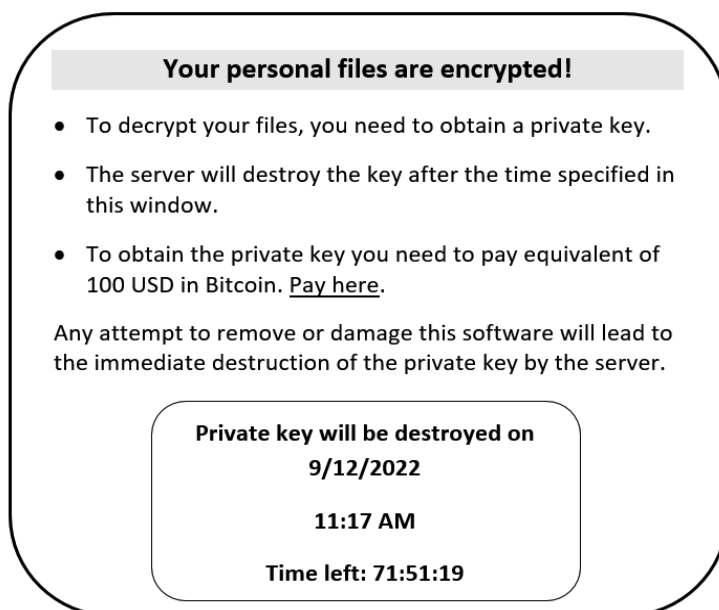 Your personal files are encrypted!
• To decrypt your files, you need to obtain a private key.
• The server will destroy the key after the time specified in
this window.
• To obtain the private key you need to pay equivalent of
100 USD in Bitcoin. Pay here.
Any attempt to remove or damage this software will lead to
the immediate destruction of the private key by the server.
Private key will be destroyed on
9/12/2022
11:17 AM
Time left: 71:51:19